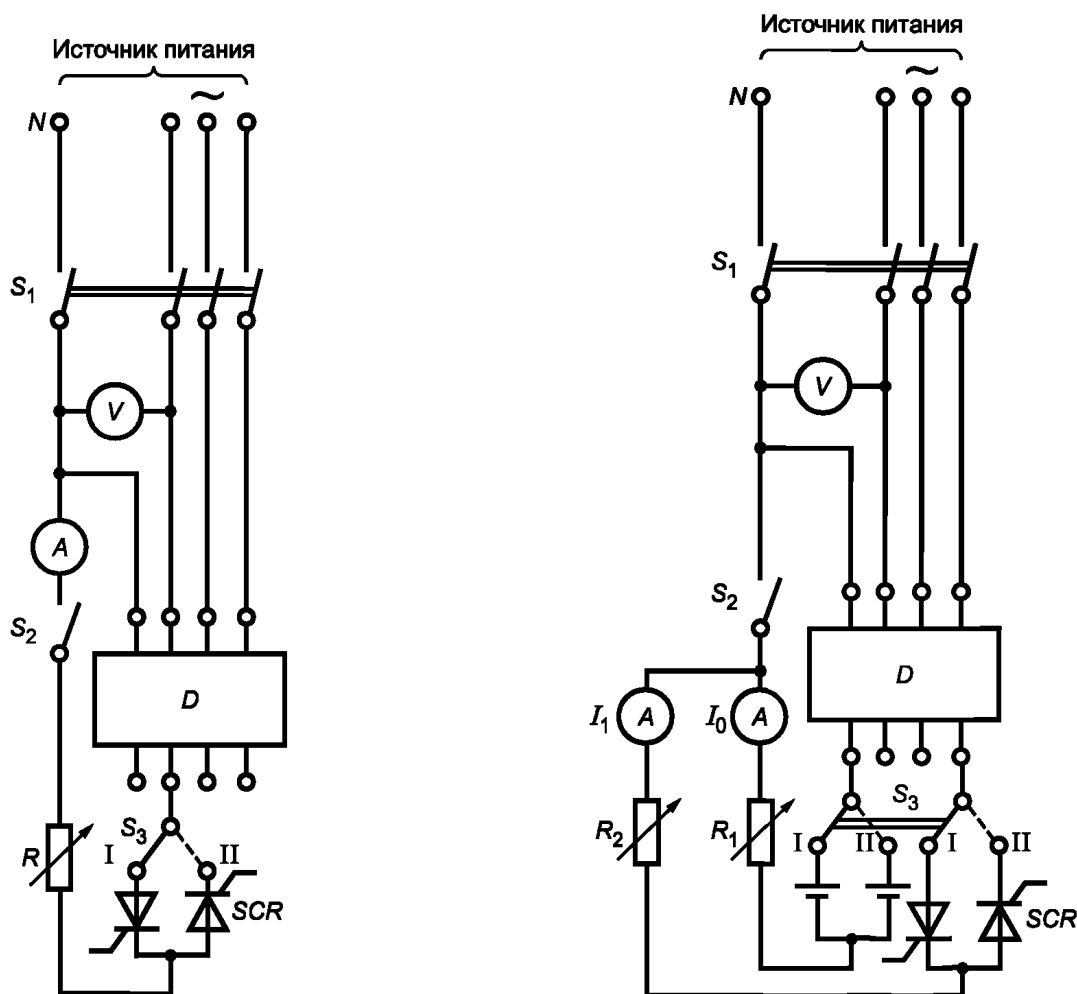 Источник питания
~
N
S1
V
A
S2
D
S3
I II
R
SCR
Источник питания
~
N
S1
V
S2
D
I1 A I0 A
S3
R2 R1 I II I II
SCR